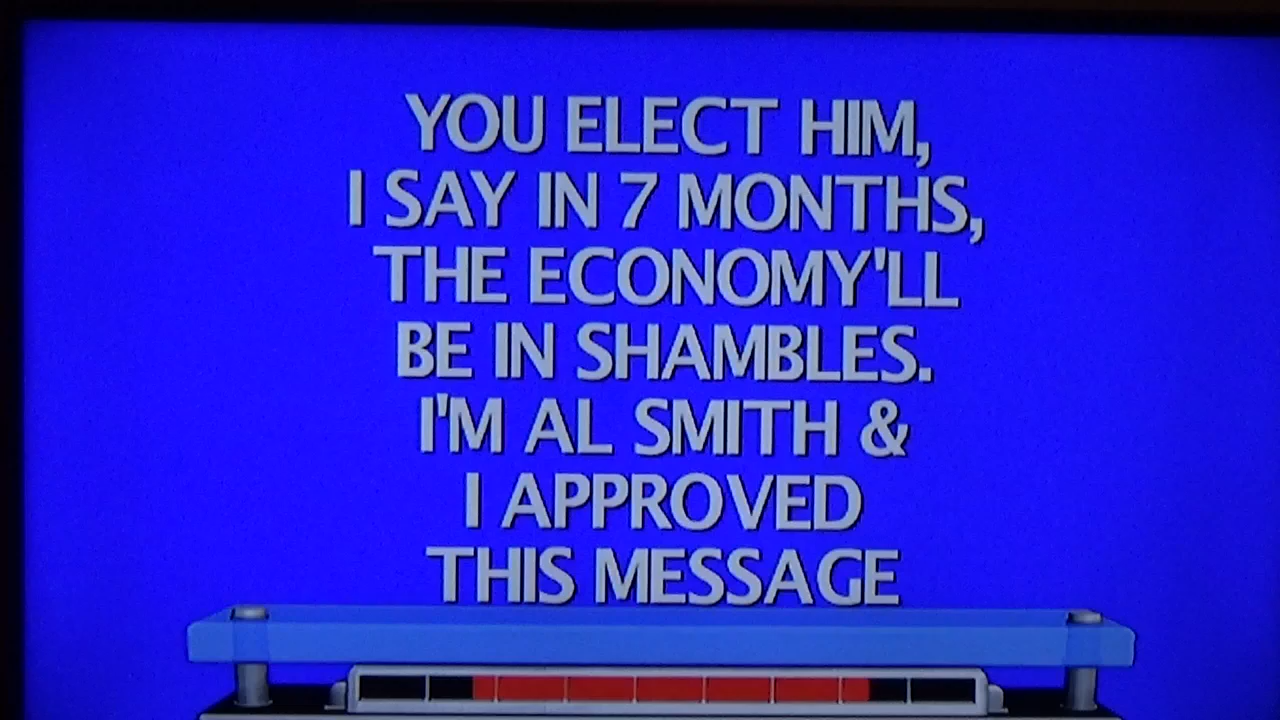 YOU ELECT HIM,
I SAY IN 7 MONTHS,
THE ECONOMY'LL
BE IN SHAMBLES.
I'M AL SMITH &
I APPROVED
THIS MESSAGE